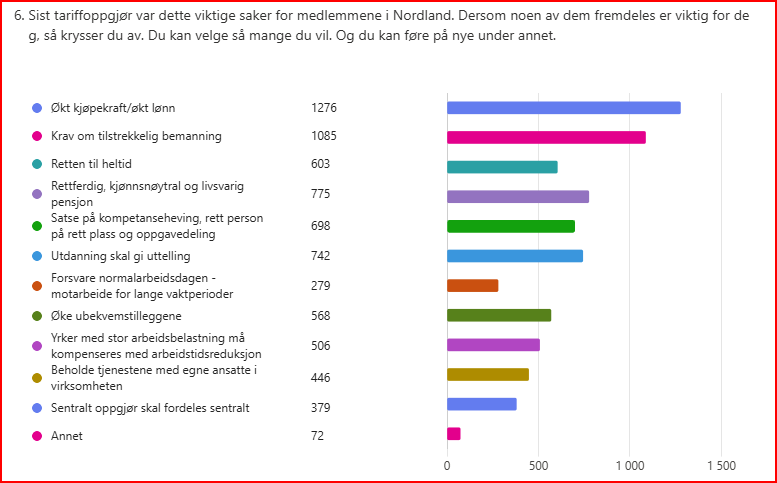 6. Sist tariffoppgjør var dette viktige saker for medlemmene i Nordland. Dersom noen av dem fremdeles er viktig for de
g, så krysser du av. Du kan velge så mange du vil. Og du kan føre på nye under annet.
Økt kjøpekraft/økt lønn 1276
Krav om tilstrekkelig bemanning 1085
Retten til heltid 603
Rettferdig, kjønnsnøytral og livsvarig
pensjon 775
Satse på kompetanseheving, rett person
på rett plass og oppgavedeling 698
Utdanning skal gi uttelling 742
Forsvare normalarbeidsdagen -
motarbeide for lange vaktperioder 279
Øke ubekvemstilleggene 568
Yrker med stor arbeidsbelastning må
kompenseres med arbeidstidsreduksjon 506
Beholde tjenestene med egne ansatte i
virksomheten 446
Sentralt oppgjør skal fordeles sentralt 379
Annet 72
0 500 1 000 1 500